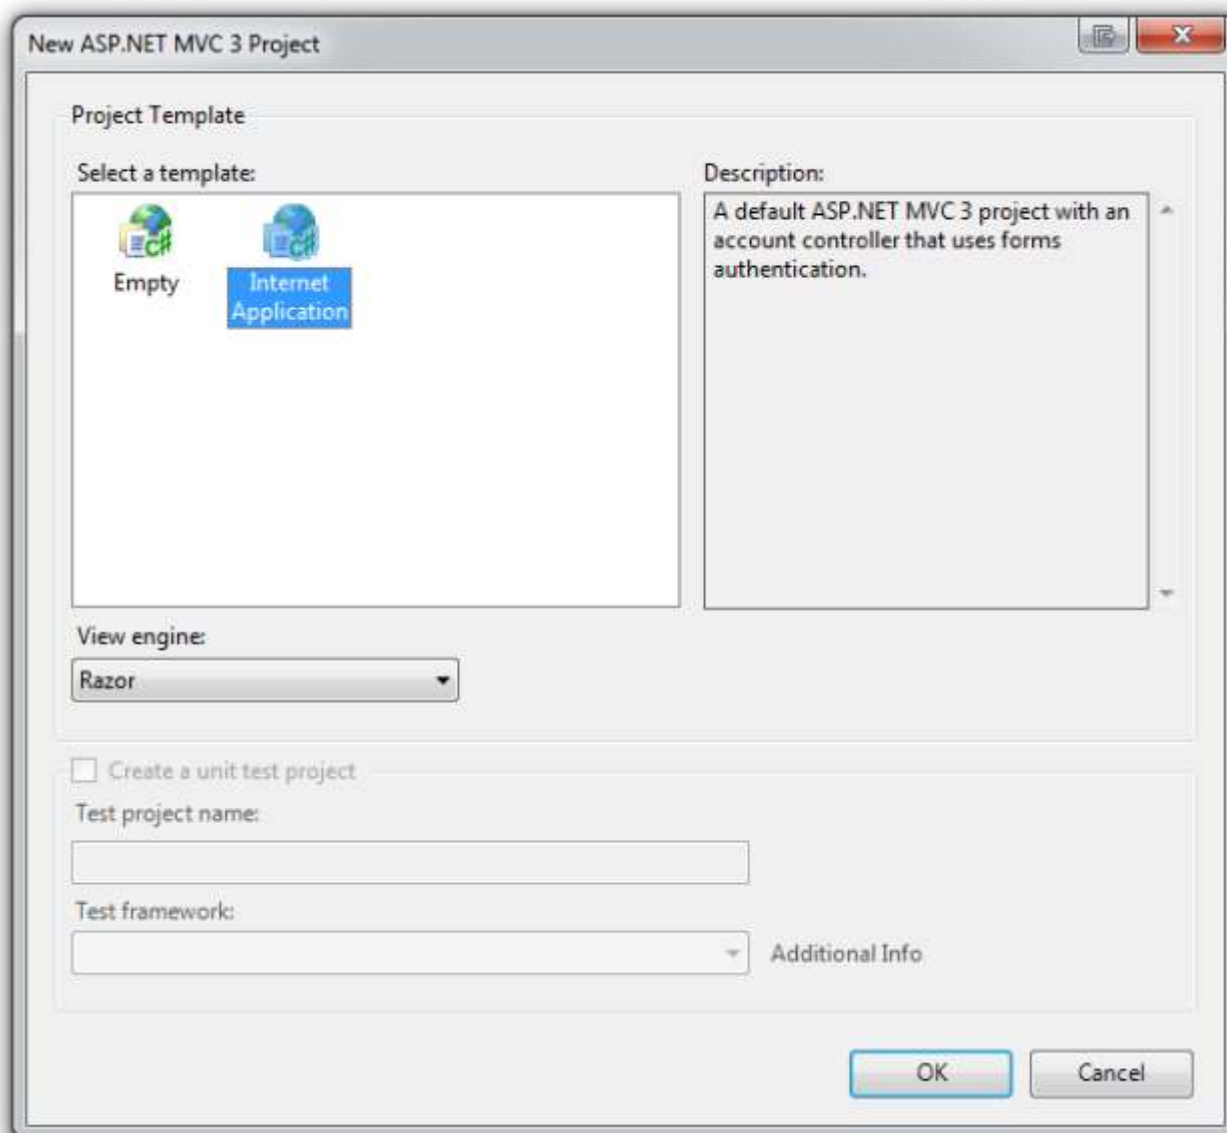 New ASP.NET MVC 3 Project
Project Template
Select a template:
Description:
C#
Empty
C#
Internet
Application
A default ASP.NET MVC 3 project with an
account controller that uses forms
authentication.
View engine:
Razor
Create a unit test project
Test project name:
Test framework:
Additional Info
OK
Cancel